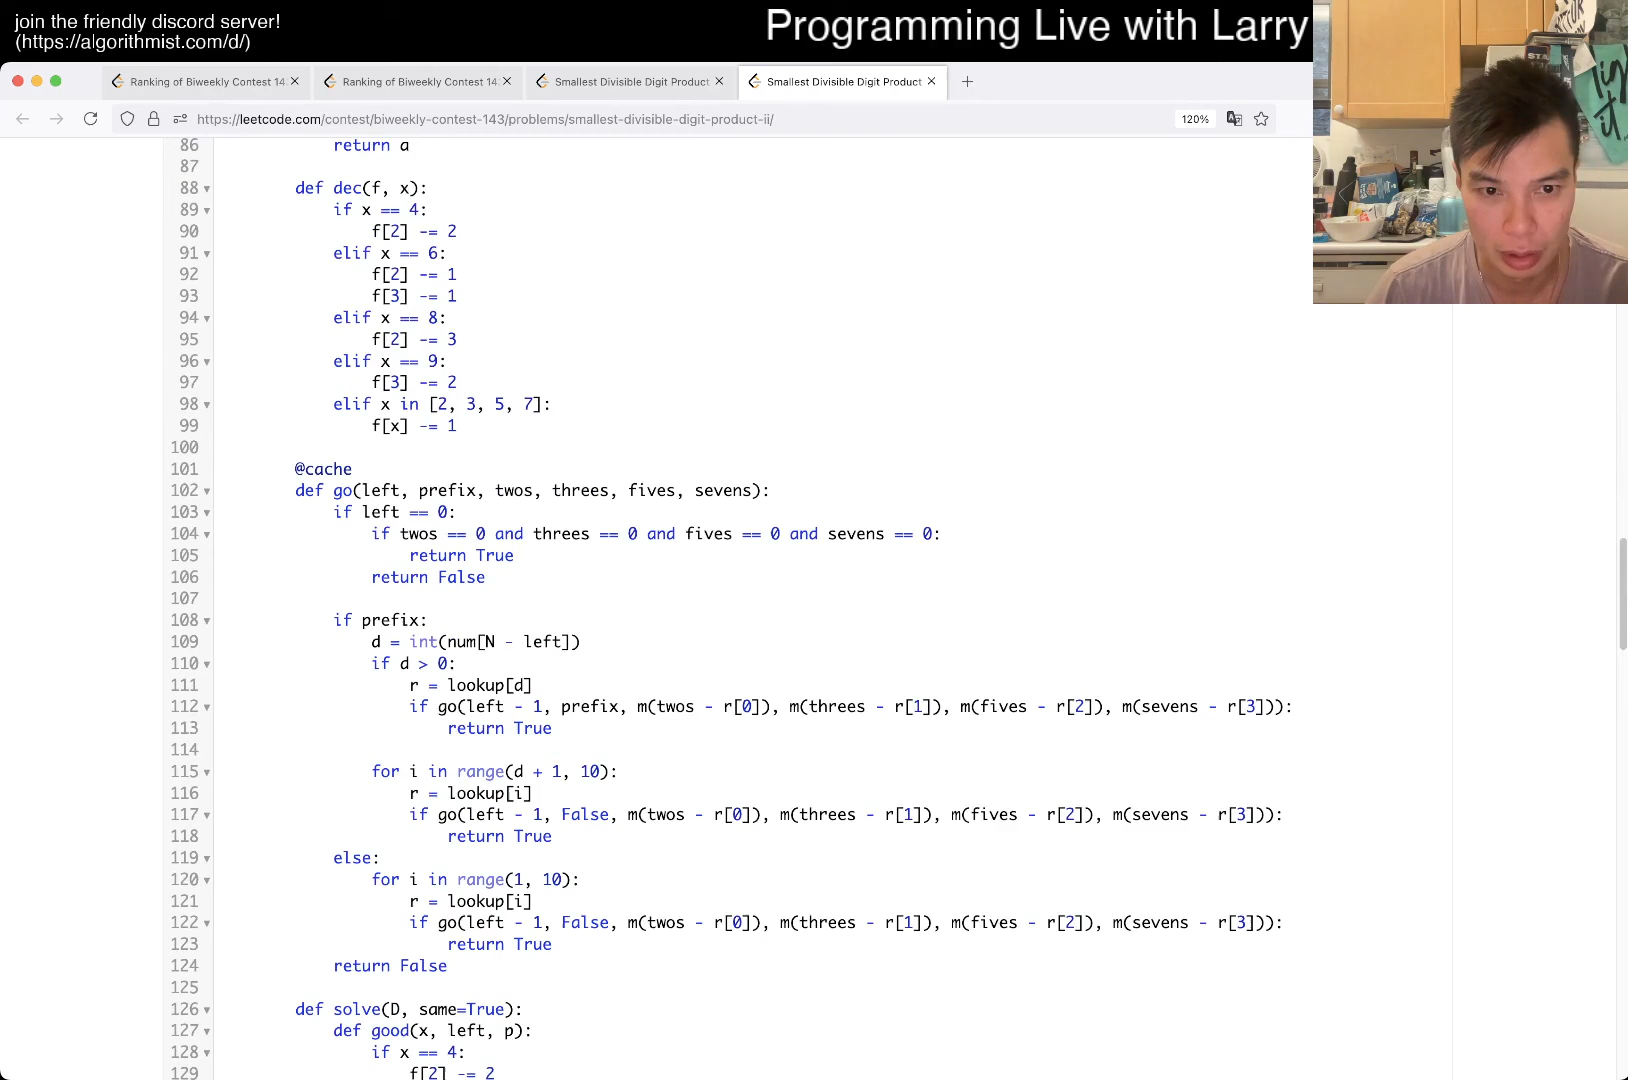 join the friendly discord server!
(https://algorithmist.com/d/)
Programming Live with Larry
Ranking of Biweekly Contest 14
Ranking of Biweekly Contest 14
Smallest Divisible Digit Product
Smallest Divisible Digit Product
https://leetcode.com/contest/biweekly-contest-143/problems/smallest-divisible-digit-product-ii/
120%
86 return a
87
88 def dec(f, x):
89 if x == 4:
90 f[2] -= 2
91 elif x == 6:
92 f[2] -= 1
93 f[3] -= 1
94 elif x == 8:
95 f[2] -= 3
96 elif x == 9:
97 f[3] -= 2
98 elif x in [2, 3, 5, 7]:
99 f[x] -= 1
100
101 @cache
102 def go(left, prefix, twos, threes, fives, sevens):
103 if left == 0:
104 if twos == 0 and threes == 0 and fives == 0 and sevens == 0:
105 return True
106 return False
107
108 if prefix:
109 d = int(num[N - left])
110 if d > 0:
111 r = lookup[d]
112 if go(left - 1, prefix, m(twos - r[0]), m(threes - r[1]), m(fives - r[2]), m(sevens - r[3])):
113 return True
114
115 for i in range(d + 1, 10):
116 r = lookup[i]
117 if go(left - 1, False, m(twos - r[0]), m(threes - r[1]), m(fives - r[2]), m(sevens - r[3])):
118 return True
119 else:
120 for i in range(1, 10):
121 r = lookup[i]
122 if go(left - 1, False, m(twos - r[0]), m(threes - r[1]), m(fives - r[2]), m(sevens - r[3])):
123 return True
124 return False
125
126 def solve(D, same=True):
127 def good(x, left, p):
128 if x == 4:
129 f[2] -= 2